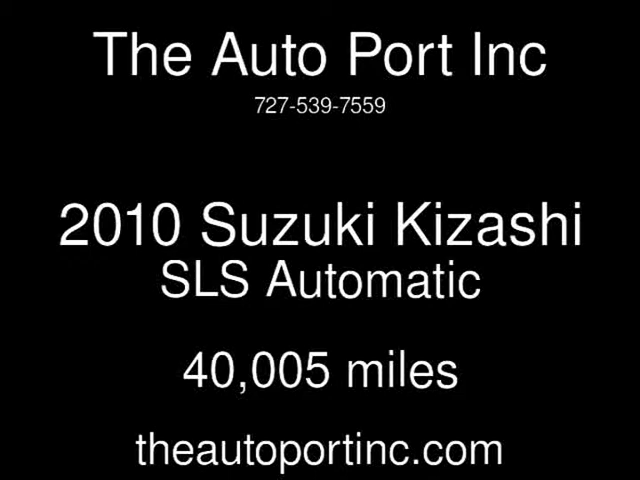 The Auto Port Inc
727-539-7559
2010 Suzuki Kizashi
SLS Automatic
40,005 miles
theautoportinc.com